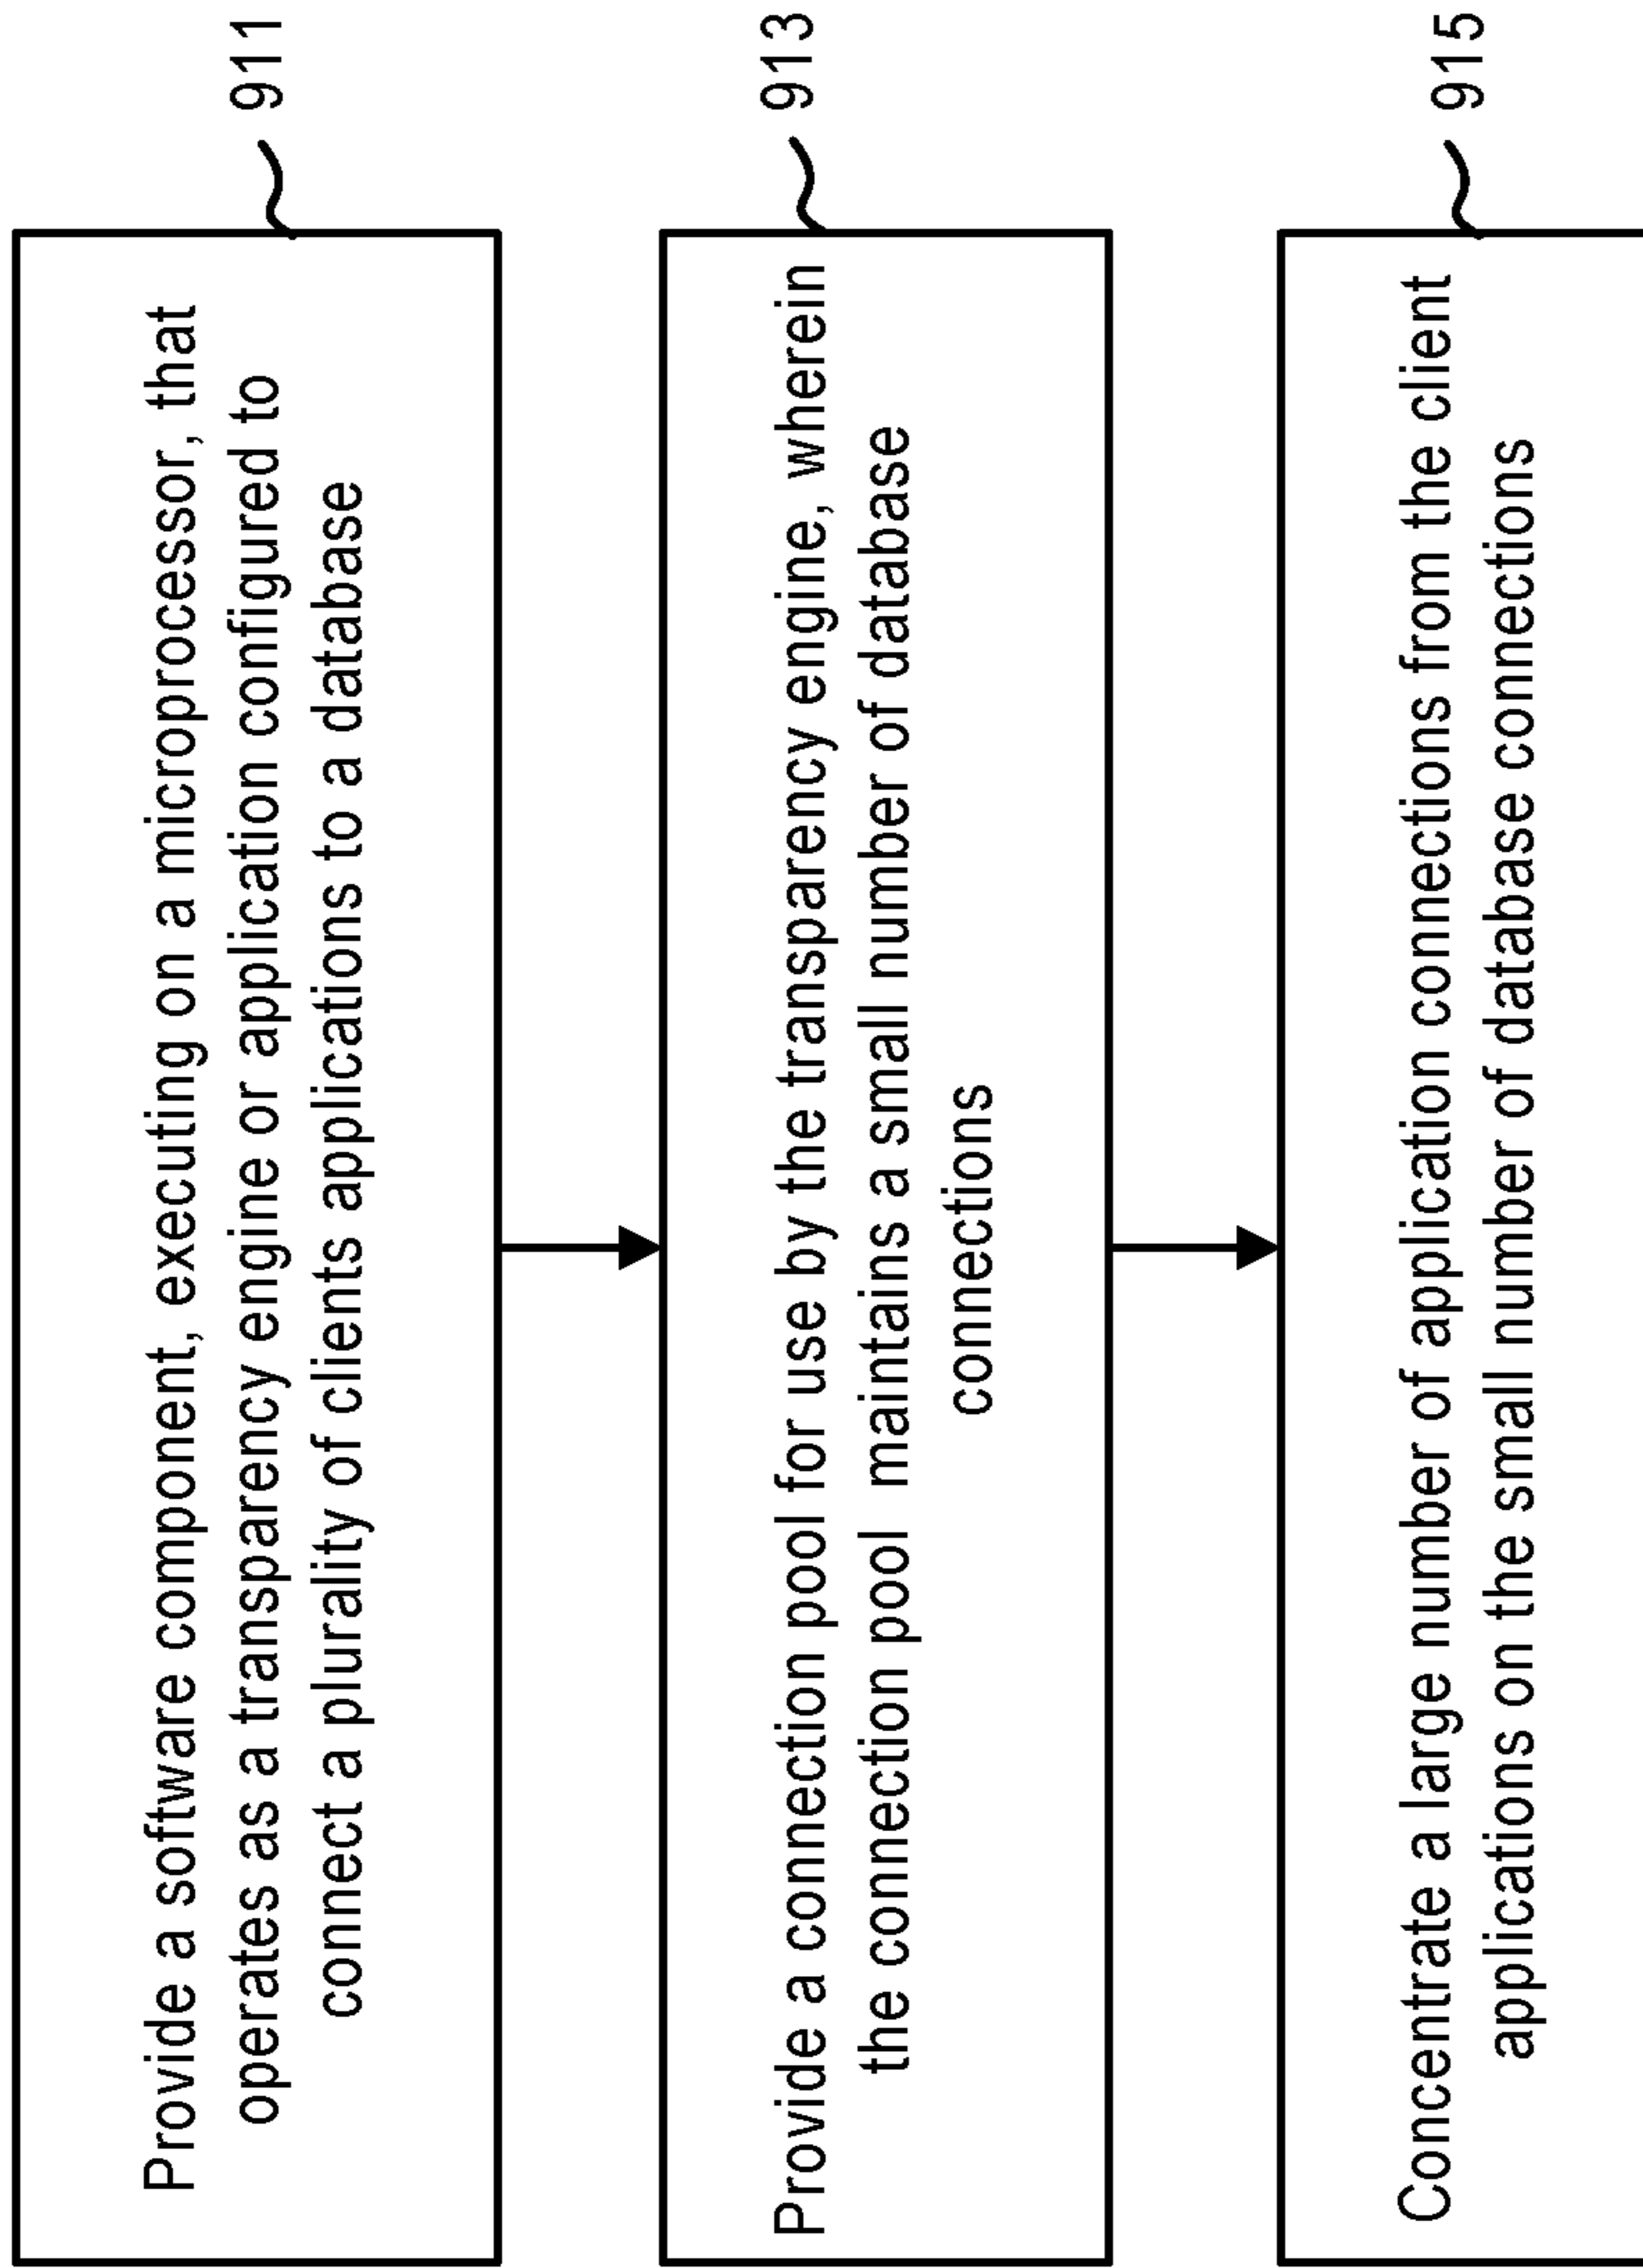 Provide a software component, executing on a microprocessor, that
operates as a transparency engine or application configured to
connect a plurality of clients applications to a database
911
Provide a connection pool for use by the transparency engine, wherein
the connection pool maintains a small number of database
connections
913
Concentrate a large number of application connections from the client
applications on the small number of database connections
915